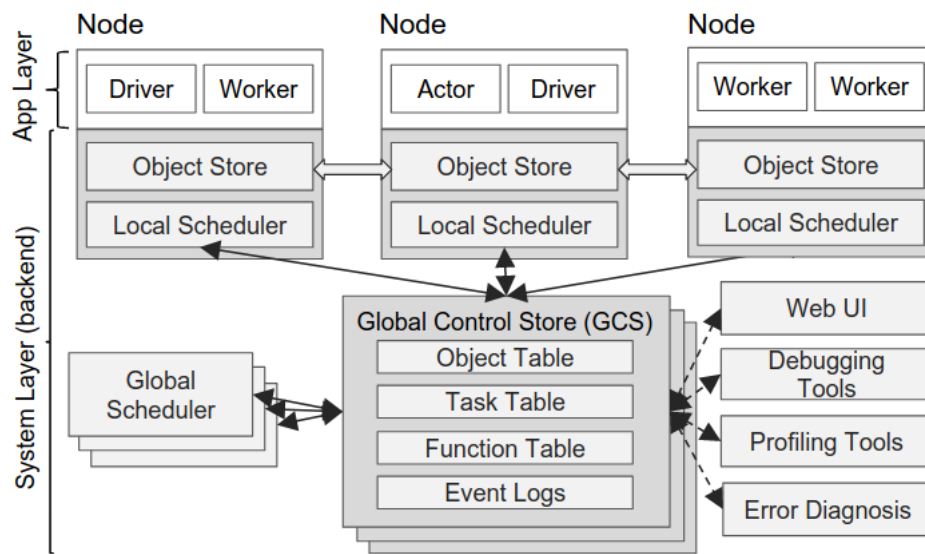 Node
Node
Node
App Layer
Driver
Worker
Actor
Driver
Worker
Worker
Object Store
Object Store
Object Store
Local Scheduler
Local Scheduler
Local Scheduler
System Layer (backend)
Global Control Store (GCS)
Object Table
Task Table
Function Table
Event Logs
Global
Scheduler
Web UI
Debugging
Tools
Profiling Tools
Error Diagnosis